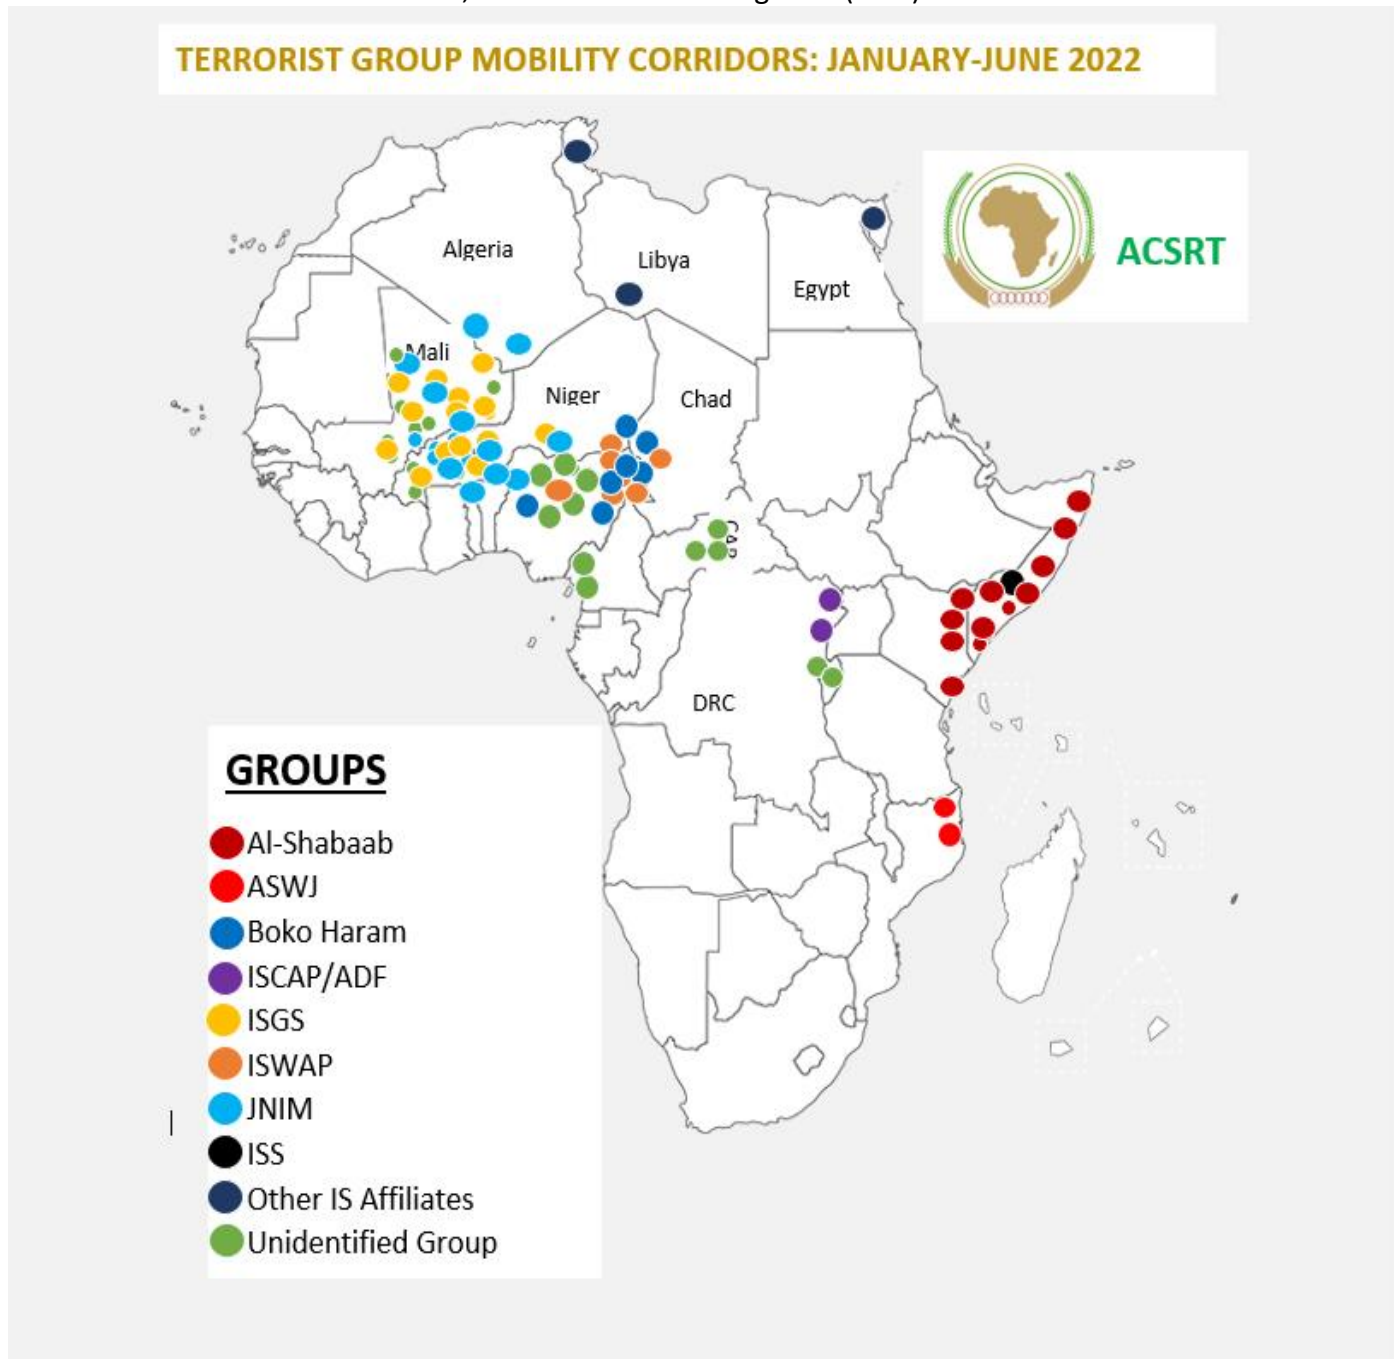 TERRORIST GROUP MOBILITY CORRIDORS: JANUARY-JUNE 2022
ACSRT
Algeria
Libya
Egypt
Mali
Niger
Chad
DRC
GROUPS
Al-Shabaab
ASWJ
Boko Haram
ISCAP/ADF
ISGS
ISWAP
JNIM
ISS
Other IS Affiliates
Unidentified Group